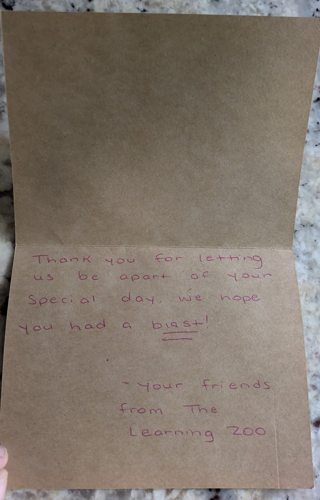 Thank you for letting
us be apart of your
special day. We hope
you had a blast!
- your friends
from The
Learning Zoo